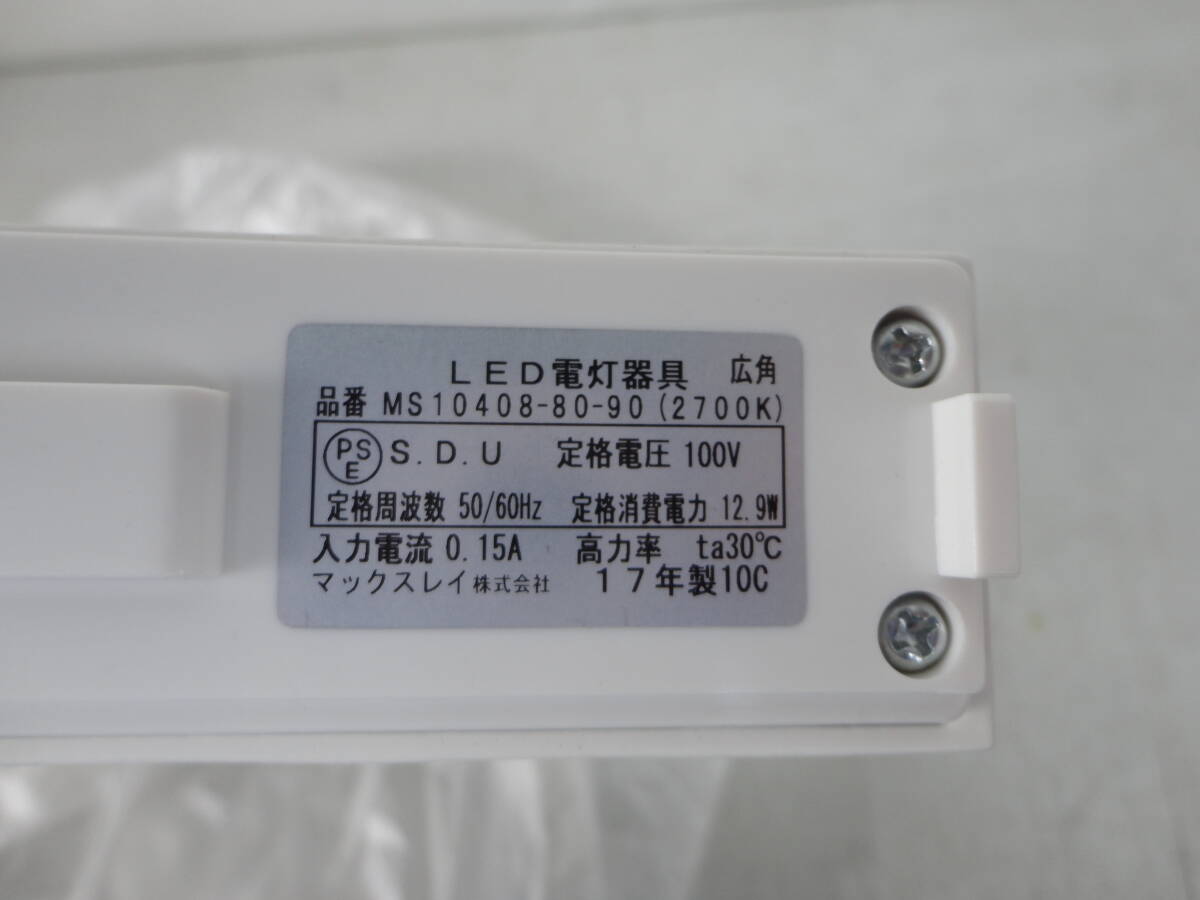 LED電灯器具 広角
品番 MS10408-80-90(2700K)
PSE S.D.U 定格電圧 100V
定格周波数 50/60Hz 定格消費電力 12.9W
入力電流 0.15A 高力率 ta30℃
マックスレイ株式会社 17年製10C